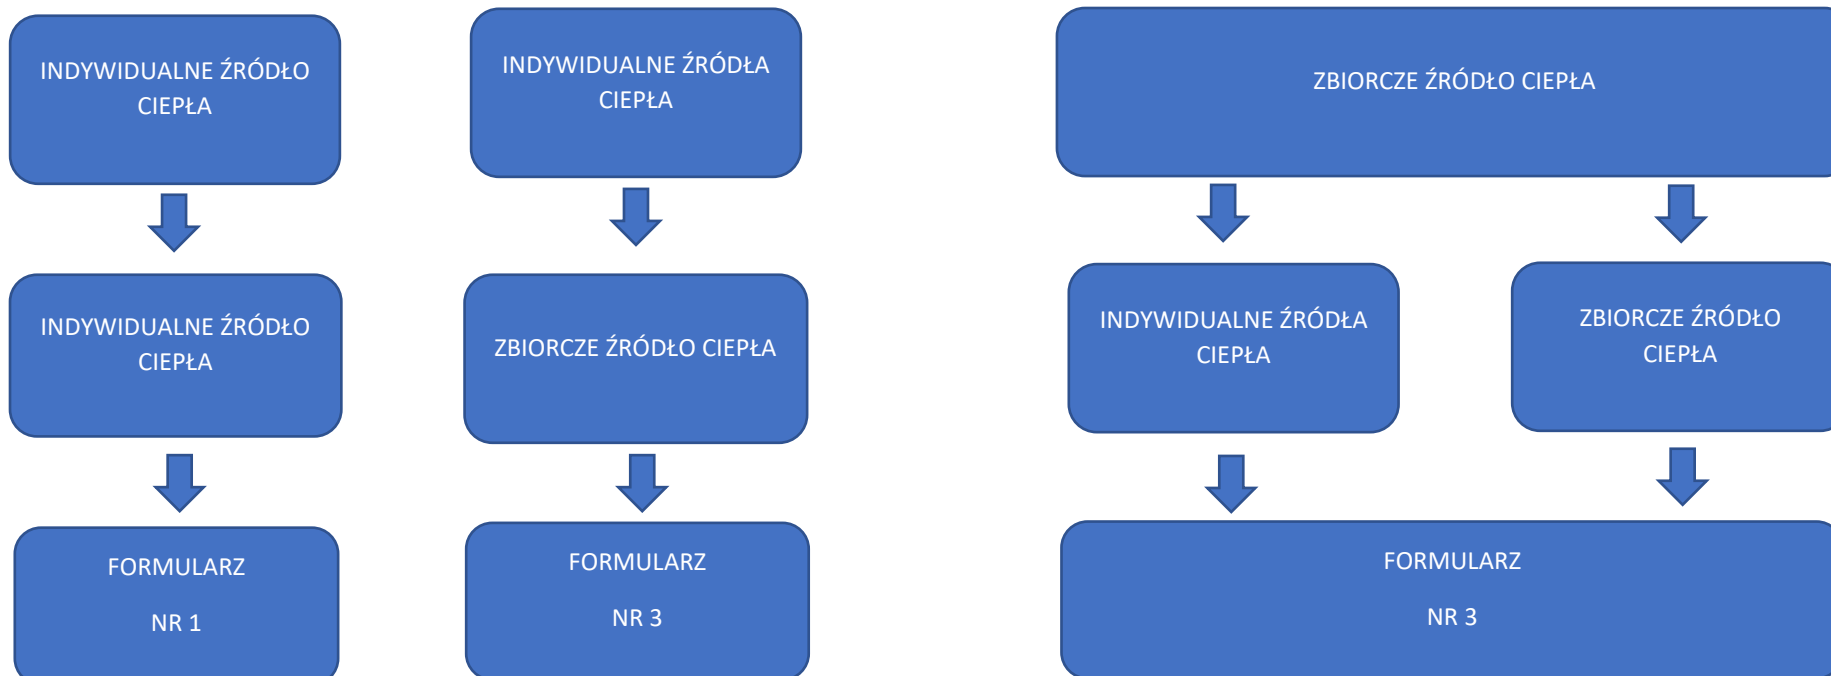 INDYWIDUALNE ŹRÓDŁO
CIEPŁA
INDYWIDUALNE ŹRÓDŁA
CIEPŁA
ZBIORCZE ŹRÓDŁO CIEPŁA
INDYWIDUALNE ŹRÓDŁO
CIEPŁA
ZBIORCZE ŹRÓDŁO CIEPŁA
INDYWIDUALNE ŹRÓDŁA
CIEPŁA
ZBIORCZE ŹRÓDŁO
CIEPŁA
FORMULARZ
NR 1
FORMULARZ
NR 3
FORMULARZ
NR 3